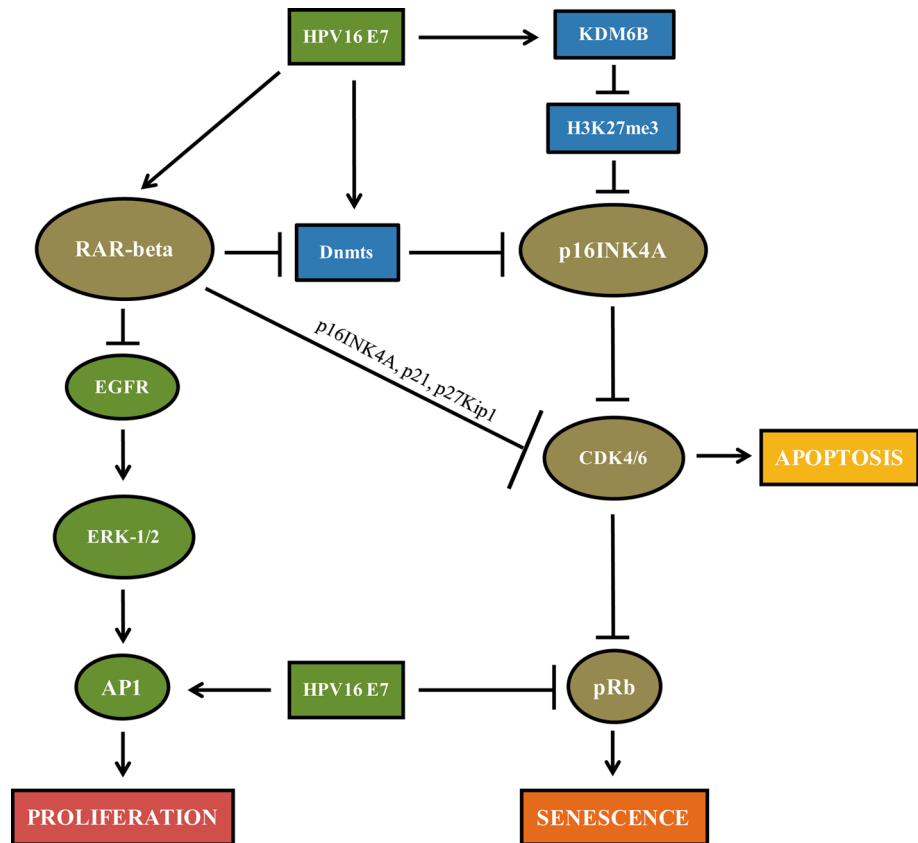 HPV16 E7
KDM6B
H3K27me3
RAR-beta
Dnmts
p16INK4A
p16INK4A, p21, p27Kip1
EGFR
CDK4/6
APOPTOSIS
ERK-1/2
AP1
HPV16 E7
pRb
PROLIFERATION
SENESCENCE